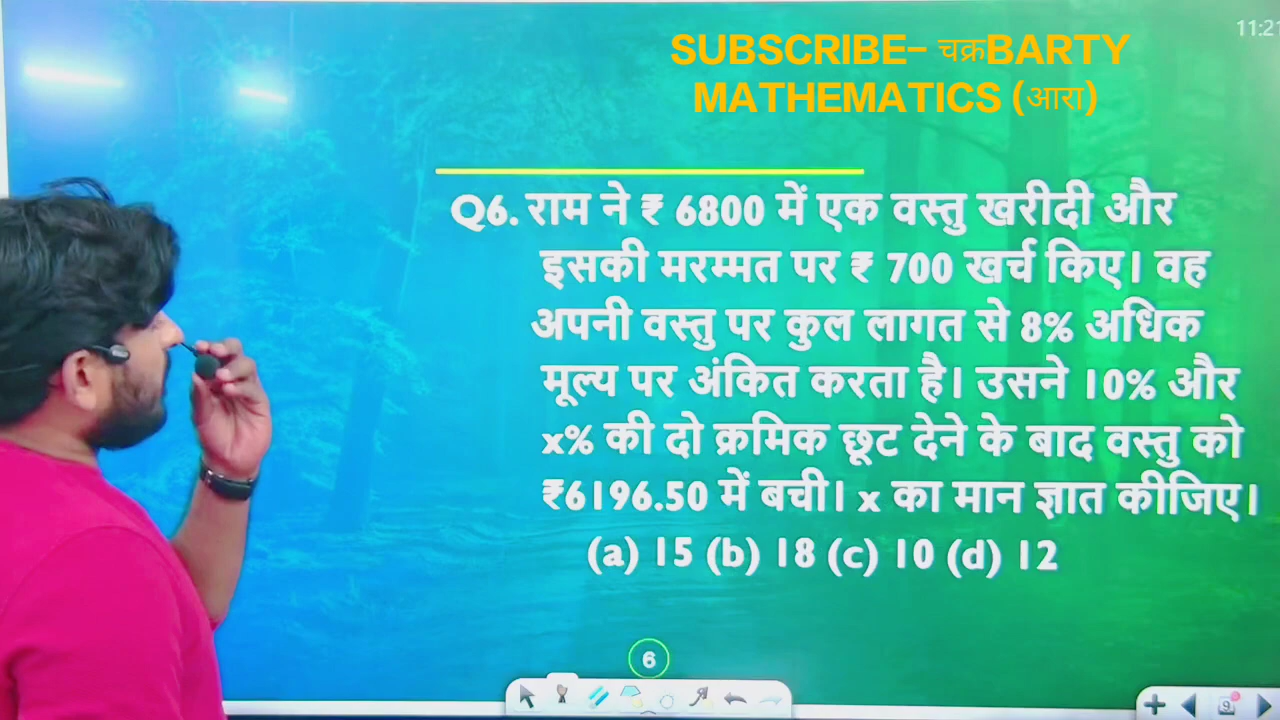 11:21
SUBSCRIBE- चक्रBARTY
MATHEMATICS (आरा)
Q6. राम ने ₹ 6800 में एक वस्तु खरीदी और
इसकी मरम्मत पर ₹ 700 खर्च किए। वह
अपनी वस्तु पर कुल लागत से 8% अधिक
मूल्य पर अंकित करता है। उसने 10% और
x% की दो क्रमिक छूट देने के बाद वस्तु को
₹6196.50 में बची। x का मान ज्ञात कीजिए।
(a) 15 (b) 18 (c) 10 (d) 12
6
9